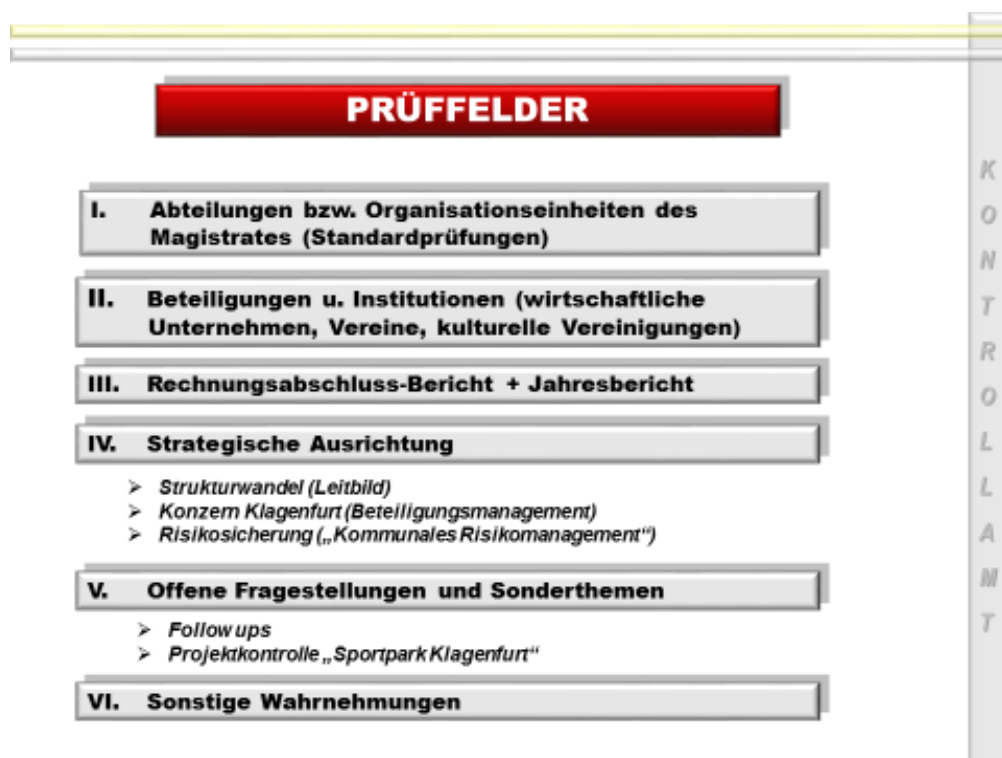 PRÜFFELDER
I. Abteilungen bzw. Organisationseinheiten des
Magistrates (Standardprüfungen)
II. Beteiligungen u. Institutionen (wirtschaftliche
Unternehmen, Vereine, kulturelle Vereinigungen)
III. Rechnungsabschluss-Bericht + Jahresbericht
IV. Strategische Ausrichtung
➢ Strukturwandel (Leitbild)
➢ Konzern Klagenfurt (Beteiligungsmanagement)
➢ Risikosicherung („Kommunales Risikomanagement“)
V. Offene Fragestellungen und Sonderthemen
➢ Follow ups
➢ Projektkontrolle „Sportpark Klagenfurt“
VI. Sonstige Wahrnehmungen
KONTROLLAMT